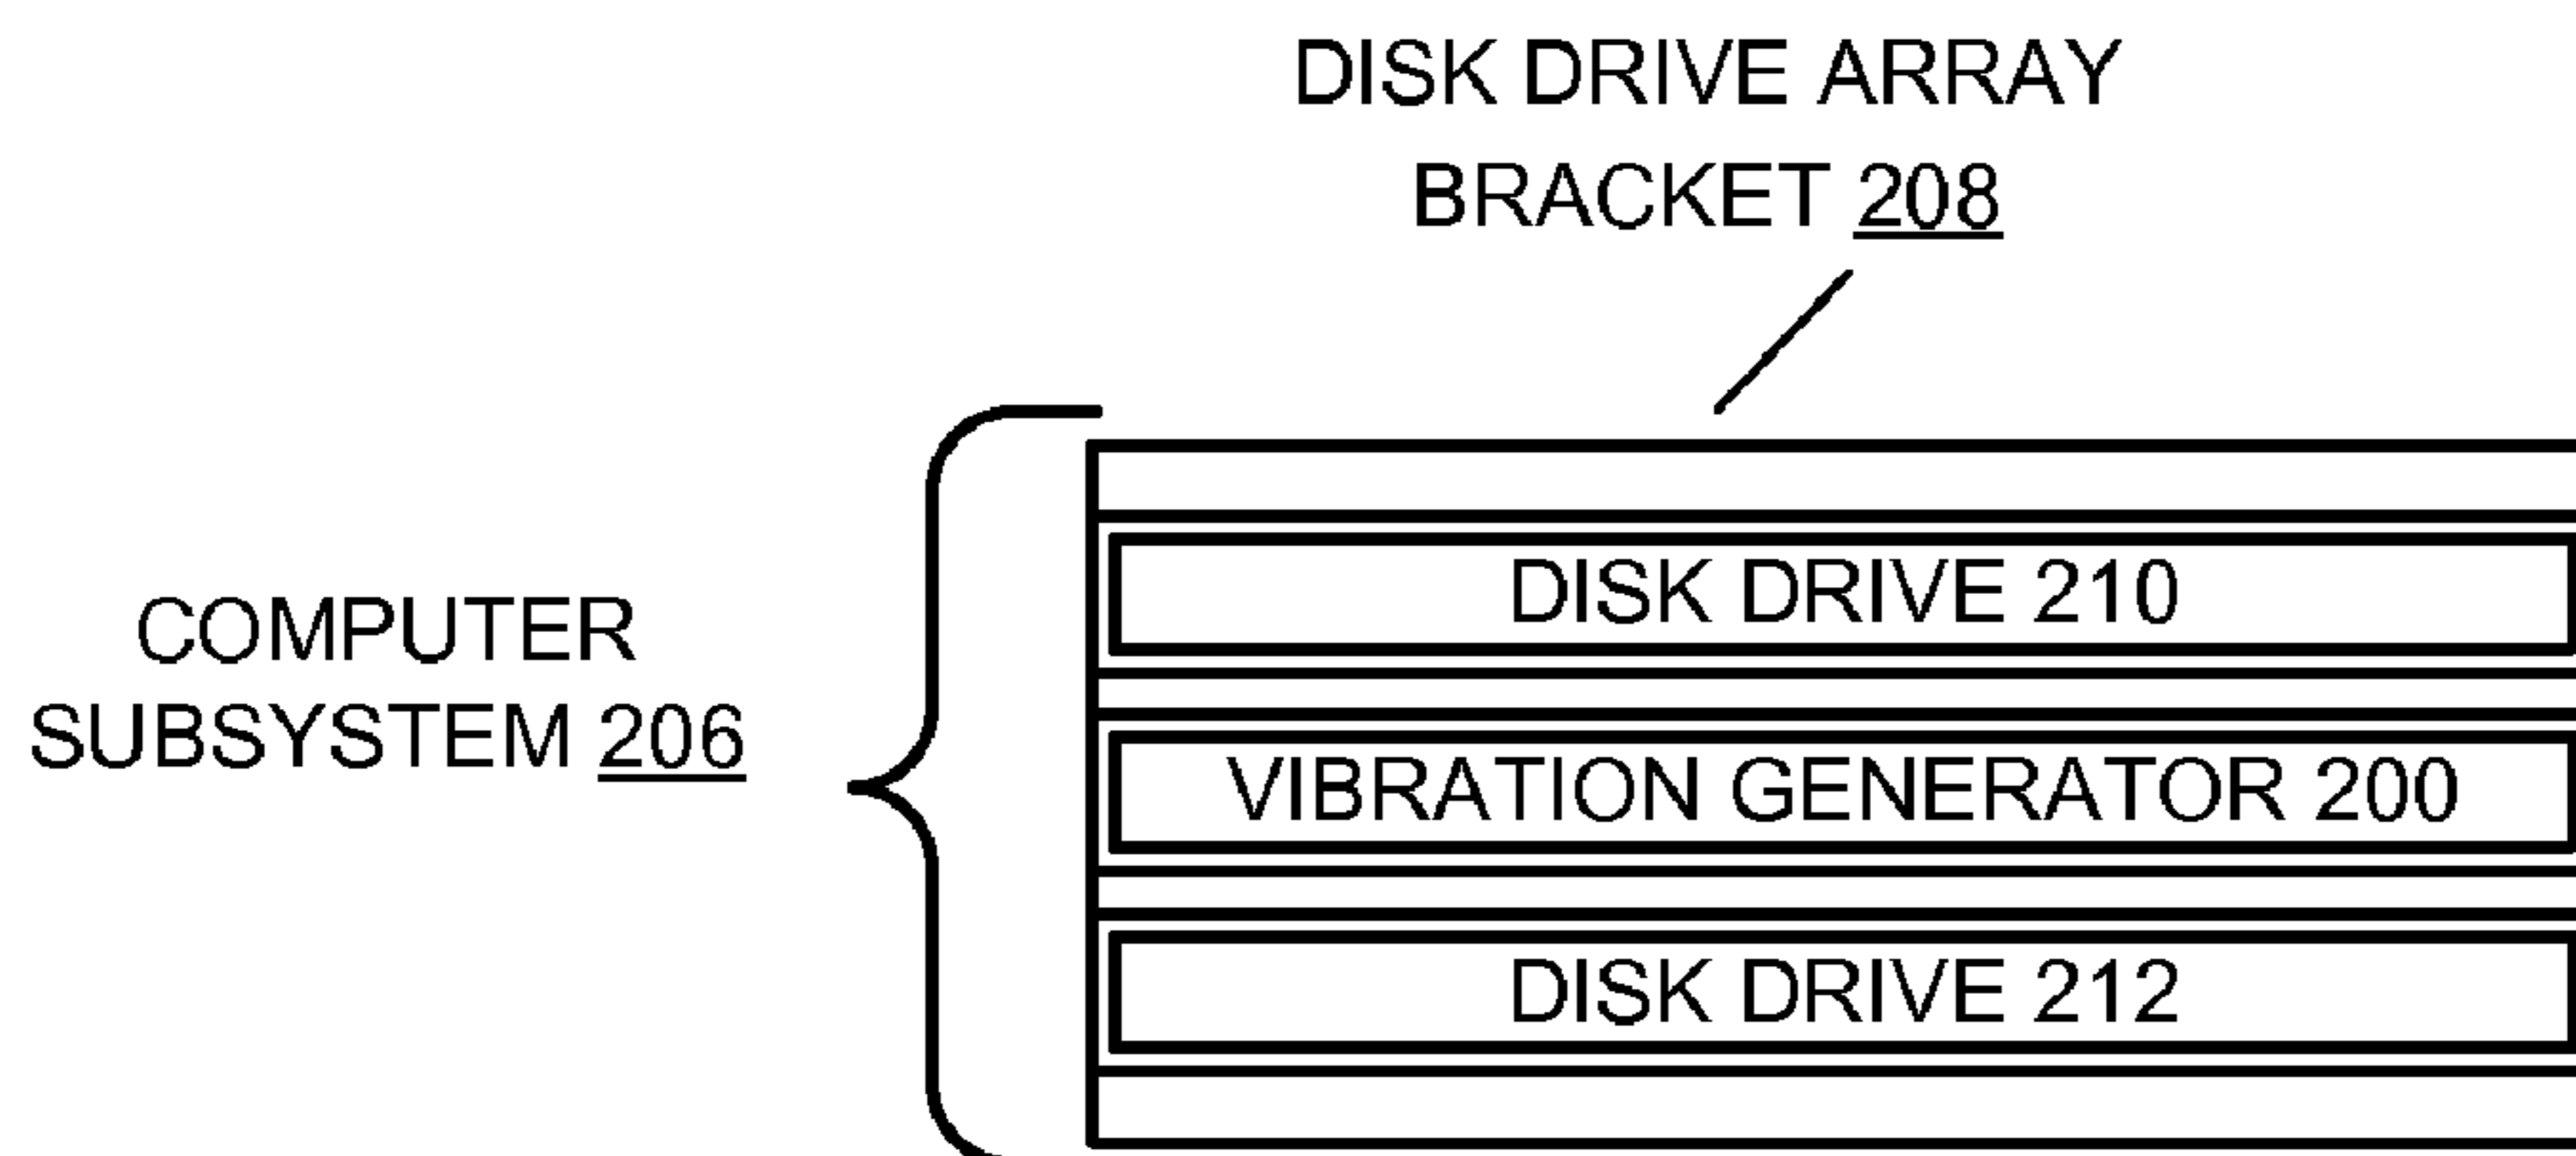 DISK DRIVE ARRAY
BRACKET 208
COMPUTER
SUBSYSTEM 206
DISK DRIVE 210
VIBRATION GENERATOR 200
DISK DRIVE 212